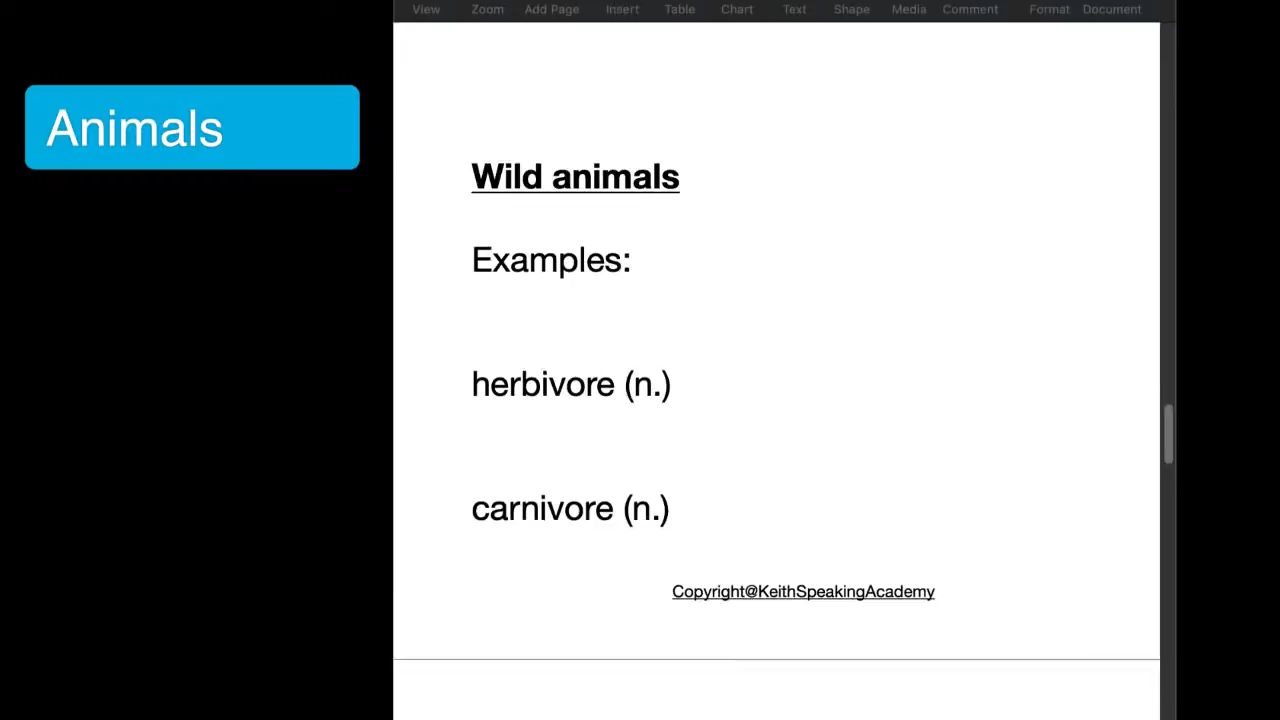 View Zoom Add Page Insert Table Chart Text Shape Media Comment Format Document
Animals
Wild animals
Examples:
herbivore (n.)
carnivore (n.)
Copyright@KeithSpeakingAcademy